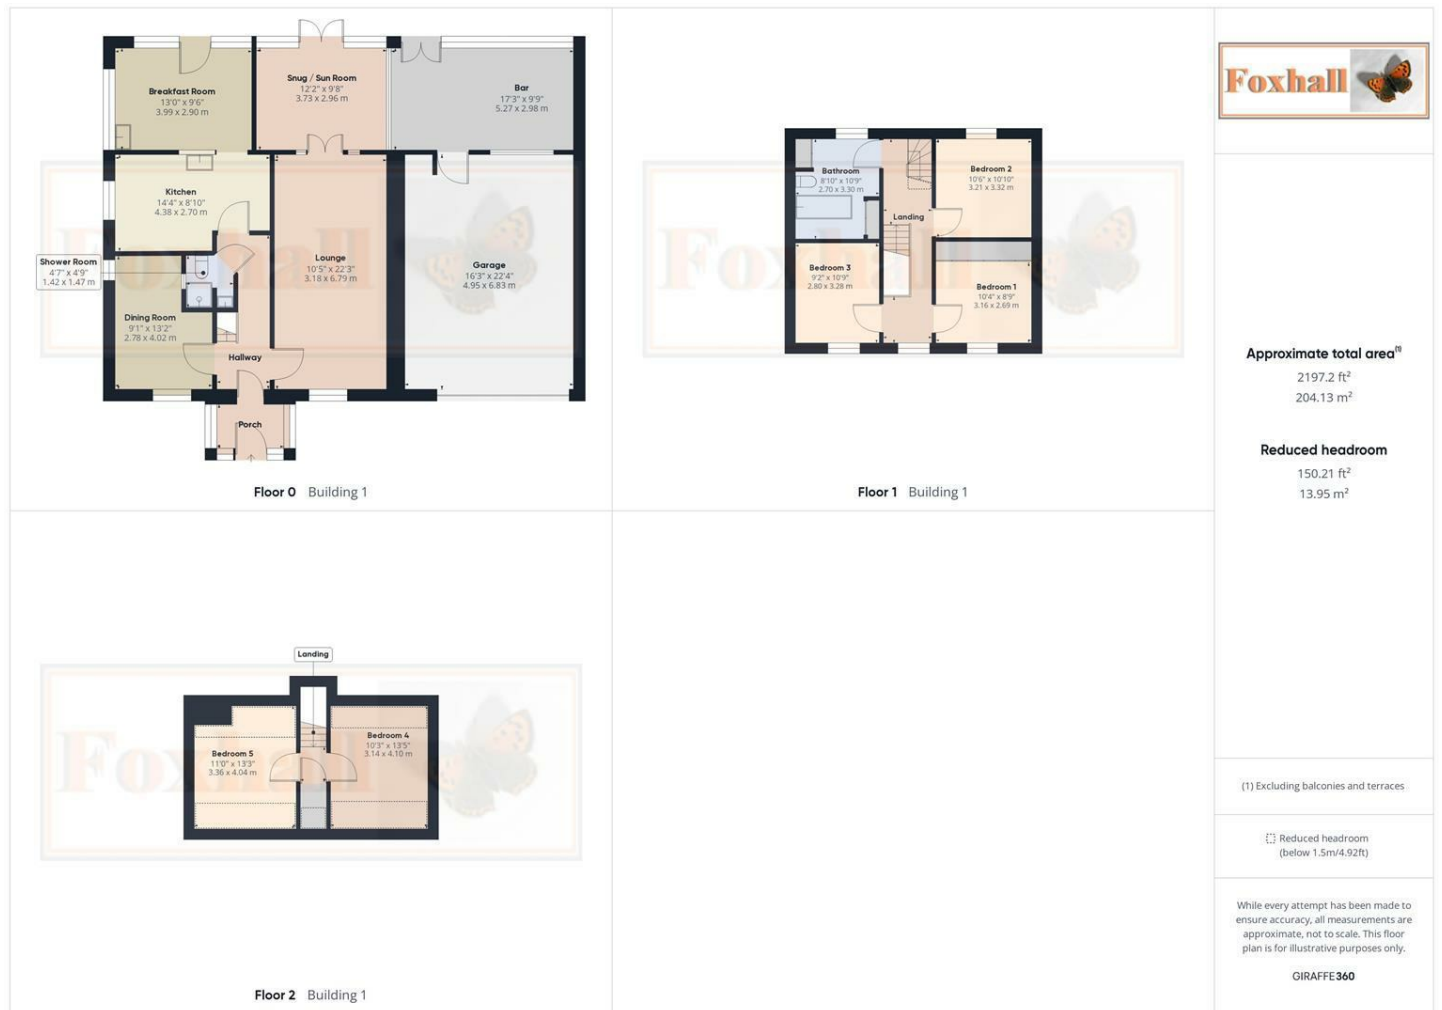 Breakfast Room
13'0" x 9'6"
3.99 x 2.90 m
Snug / Sun Room
12'2" x 9'8"
3.73 x 2.96 m
Bar
17'3" x 9'9"
5.27 x 2.98 m
Kitchen
14'4" x 8'10"
4.38 x 2.70 m
Shower Room
4'7" x 4'9"
1.42 x 1.47 m
Lounge
10'5" x 22'3"
3.18 x 6.79 m
Garage
16'3" x 22'4"
4.95 x 6.83 m
Dining Room
9'1" x 13'2"
2.78 x 4.02 m
Hallway
Porch
Foxhall
Floor 0 Building 1
Bathroom
8'10" x 10'9"
2.70 x 3.30 m
Bedroom 2
10'6" x 10'10"
3.21 x 3.32 m
Landing
Bedroom 3
9'2" x 10'9"
2.80 x 3.28 m
Bedroom 1
10'4" x 8'9"
3.16 x 2.69 m
Foxhall
Floor 1 Building 1
Landing
Bedroom 5
11'0" x 13'3"
3.36 x 4.04 m
Bedroom 4
10'3" x 13'5"
3.14 x 4.10 m
Foxhall
Floor 2 Building 1
Foxhall
Approximate total area(1)
2197.2 ft²
204.13 m²
Reduced headroom
150.21 ft²
13.95 m²
(1) Excluding balconies and terraces
Reduced headroom
(below 1.5m/4.92ft)
While every attempt has been made to
ensure accuracy, all measurements are
approximate, not to scale. This floor
plan is for illustrative purposes only.
GIRAFFE360